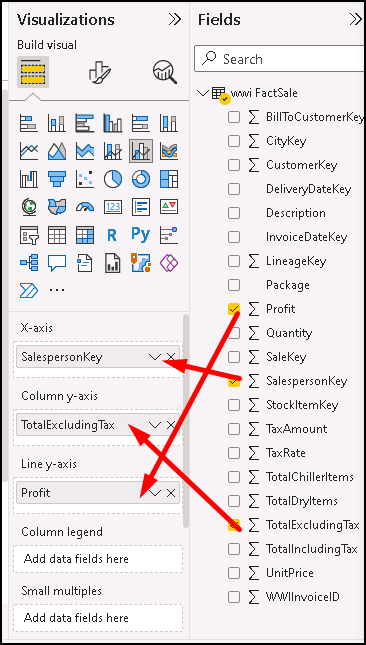 Visualizations
Build visual
123
R
Py
X-axis
SalespersonKey
Column y-axis
TotalExcludingTax
Line y-axis
Profit
Column legend
Add data fields here
Small multiples
Add data fields here
Fields
Search
wwi FactSale
BillToCustomerKey
CityKey
CustomerKey
DeliveryDateKey
Description
InvoiceDateKey
LineageKey
Package
Profit
Quantity
SaleKey
SalespersonKey
StockItemKey
TaxAmount
TaxRate
TotalChillerItems
TotalDryItems
TotalExcludingTax
TotalIncludingTax
UnitPrice
WWIInvoiceID